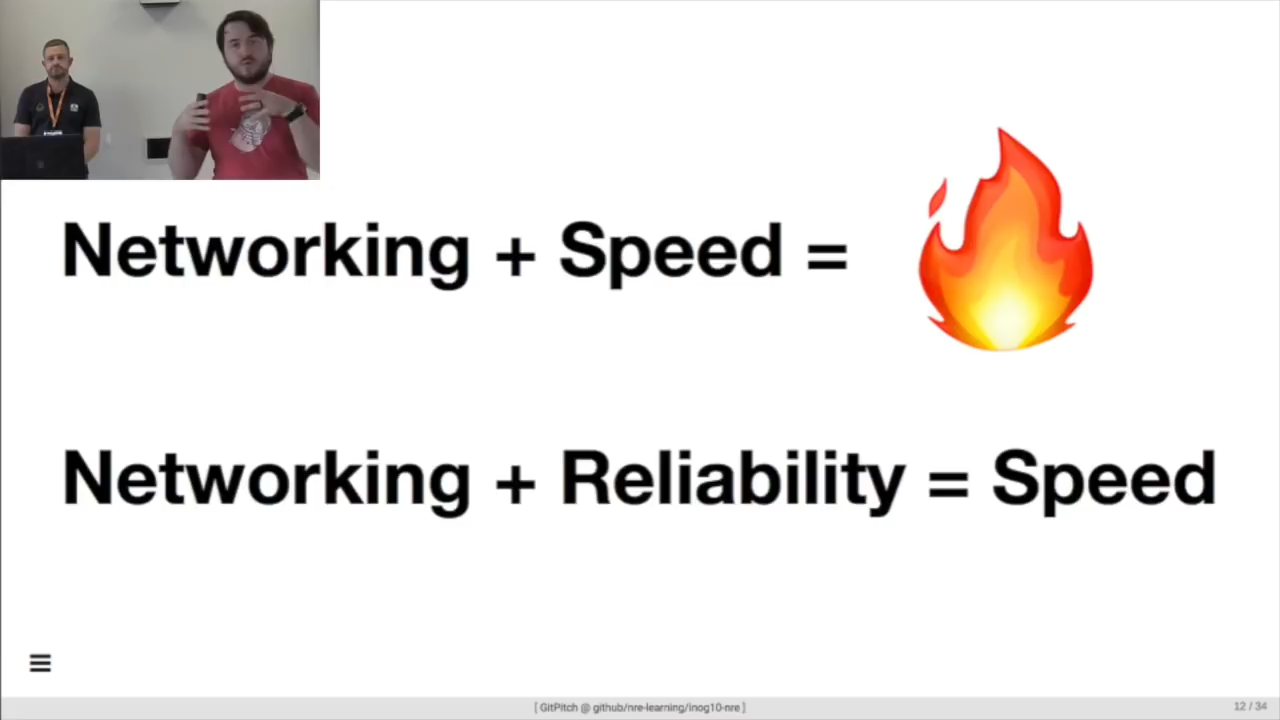 Networking + Speed =
Networking + Reliability = Speed
[ GitPitch @ github/nre-learning/inog10-nre ]
12 / 34